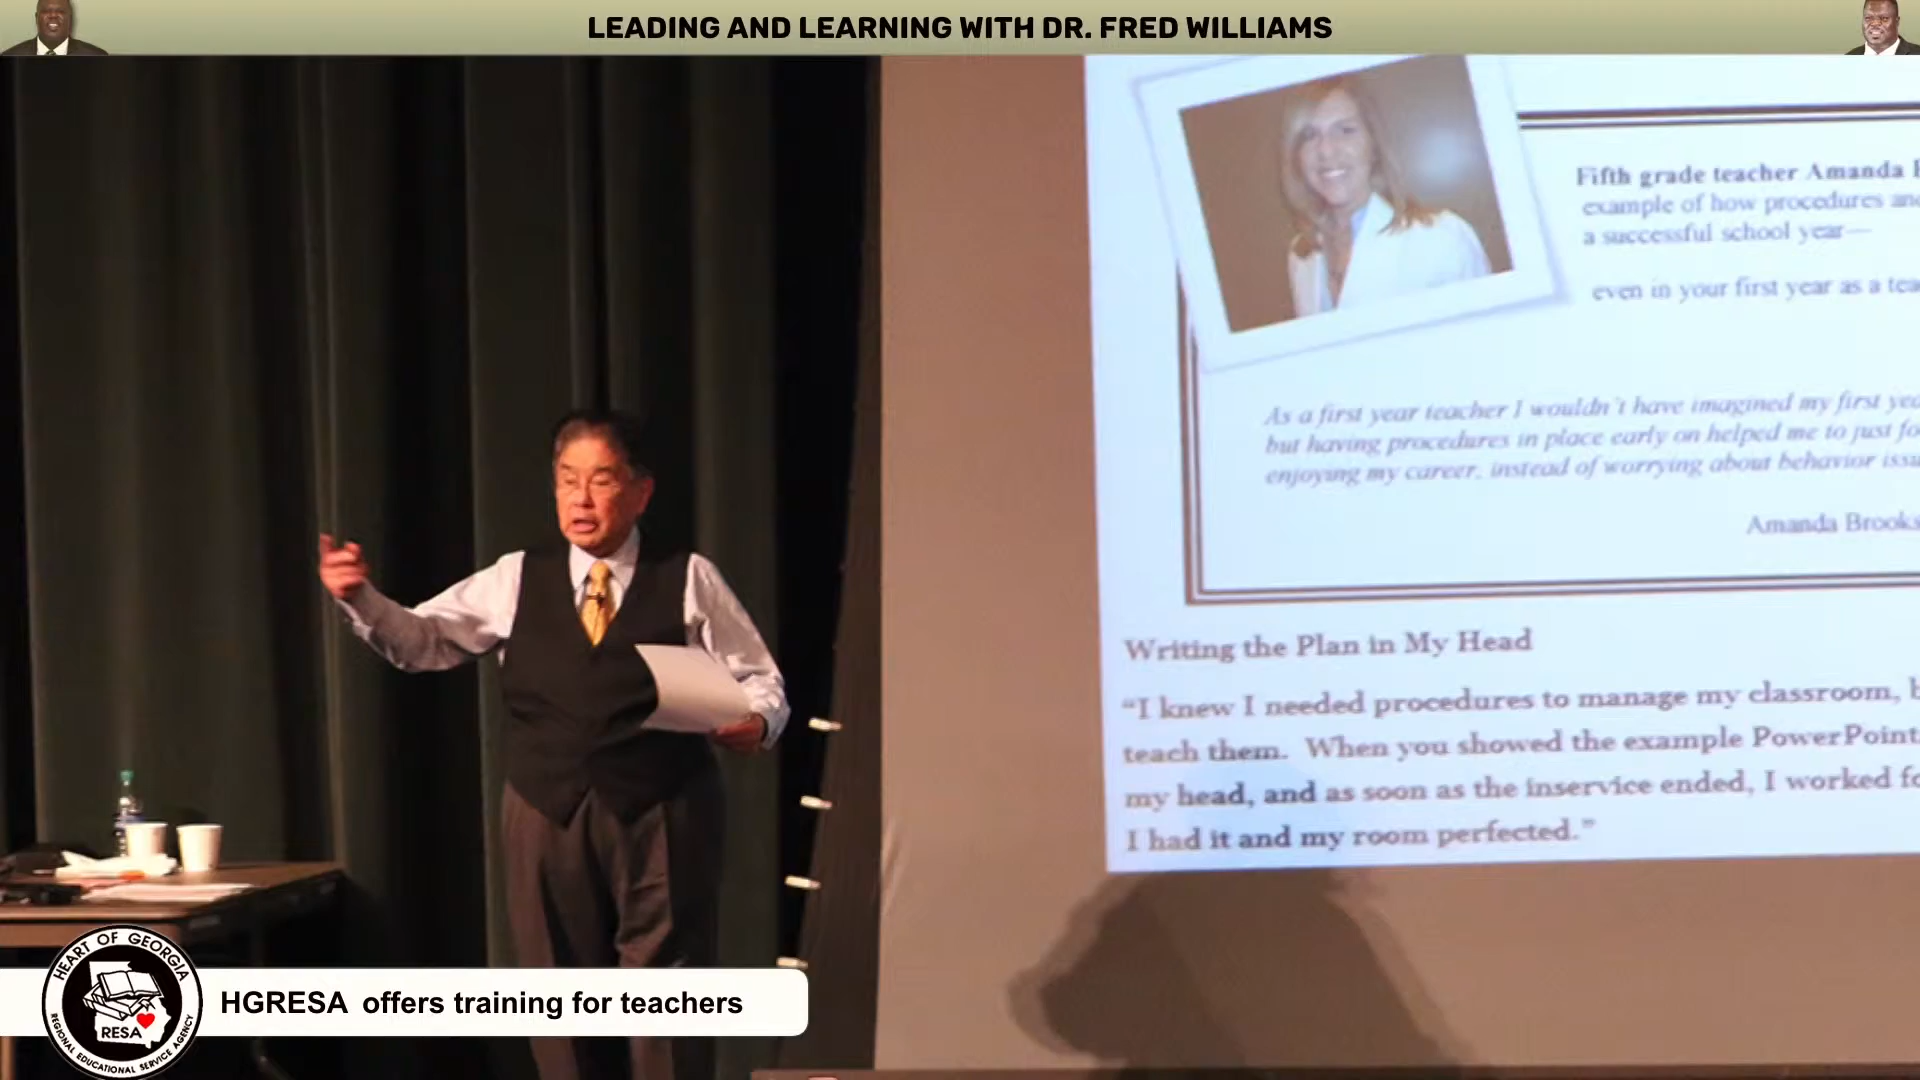 LEADING AND LEARNING WITH DR. FRED WILLIAMS
Fifth grade teacher Amanda
example of how procedures and
a successful school year—
even in your first year as a
As a first year teacher I wouldn't have imagined my first
but having procedures in place early on helped me to just
enjoying my career, instead of worrying about behavior
Amanda Brooks
Writing the Plan in My Head
“I knew I needed procedures to manage my classroom,
teach them. When you showed the example PowerPoint
my head, and as soon as the inservice ended, I worked
I had it and my room perfected.”
HEART OF GEORGIA
RESA
REGIONAL EDUCATIONAL SERVICE AGENCY
HGRESA offers training for teachers